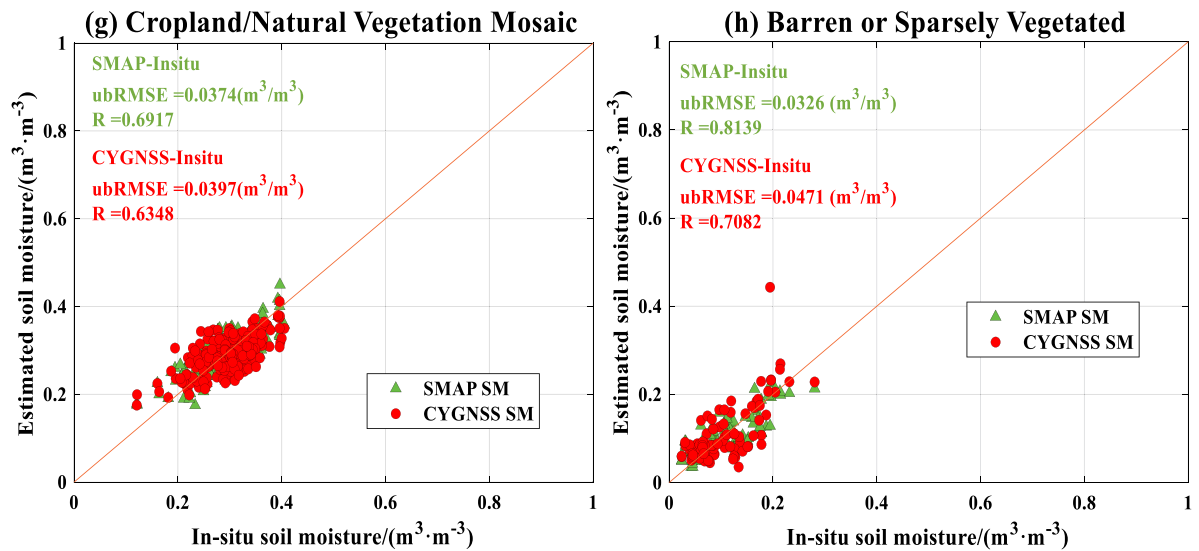 (g) Cropland/Natural Vegetation Mosaic
SMAP-Insitu
ubRMSE =0.0374(m³/m³)
R =0.6917
CYGNSS-Insitu
ubRMSE =0.0397(m³/m³)
R =0.6348
1
0.8
0.6
0.4
0.2
0
Estimated soil moisture/(m³·m⁻³)
SMAP SM
CYGNSS SM
0
0.2
0.4
0.6
0.8
1
In-situ soil moisture/(m³·m⁻³)
(h) Barren or Sparsely Vegetated
SMAP-Insitu
ubRMSE =0.0326 (m³/m³)
R =0.8139
CYGNSS-Insitu
ubRMSE =0.0471 (m³/m³)
R =0.7082
1
0.8
0.6
0.4
0.2
0
Estimated soil moisture/(m³·m⁻³)
SMAP SM
CYGNSS SM
0
0.2
0.4
0.6
0.8
1
In-situ soil moisture/(m³·m⁻³)